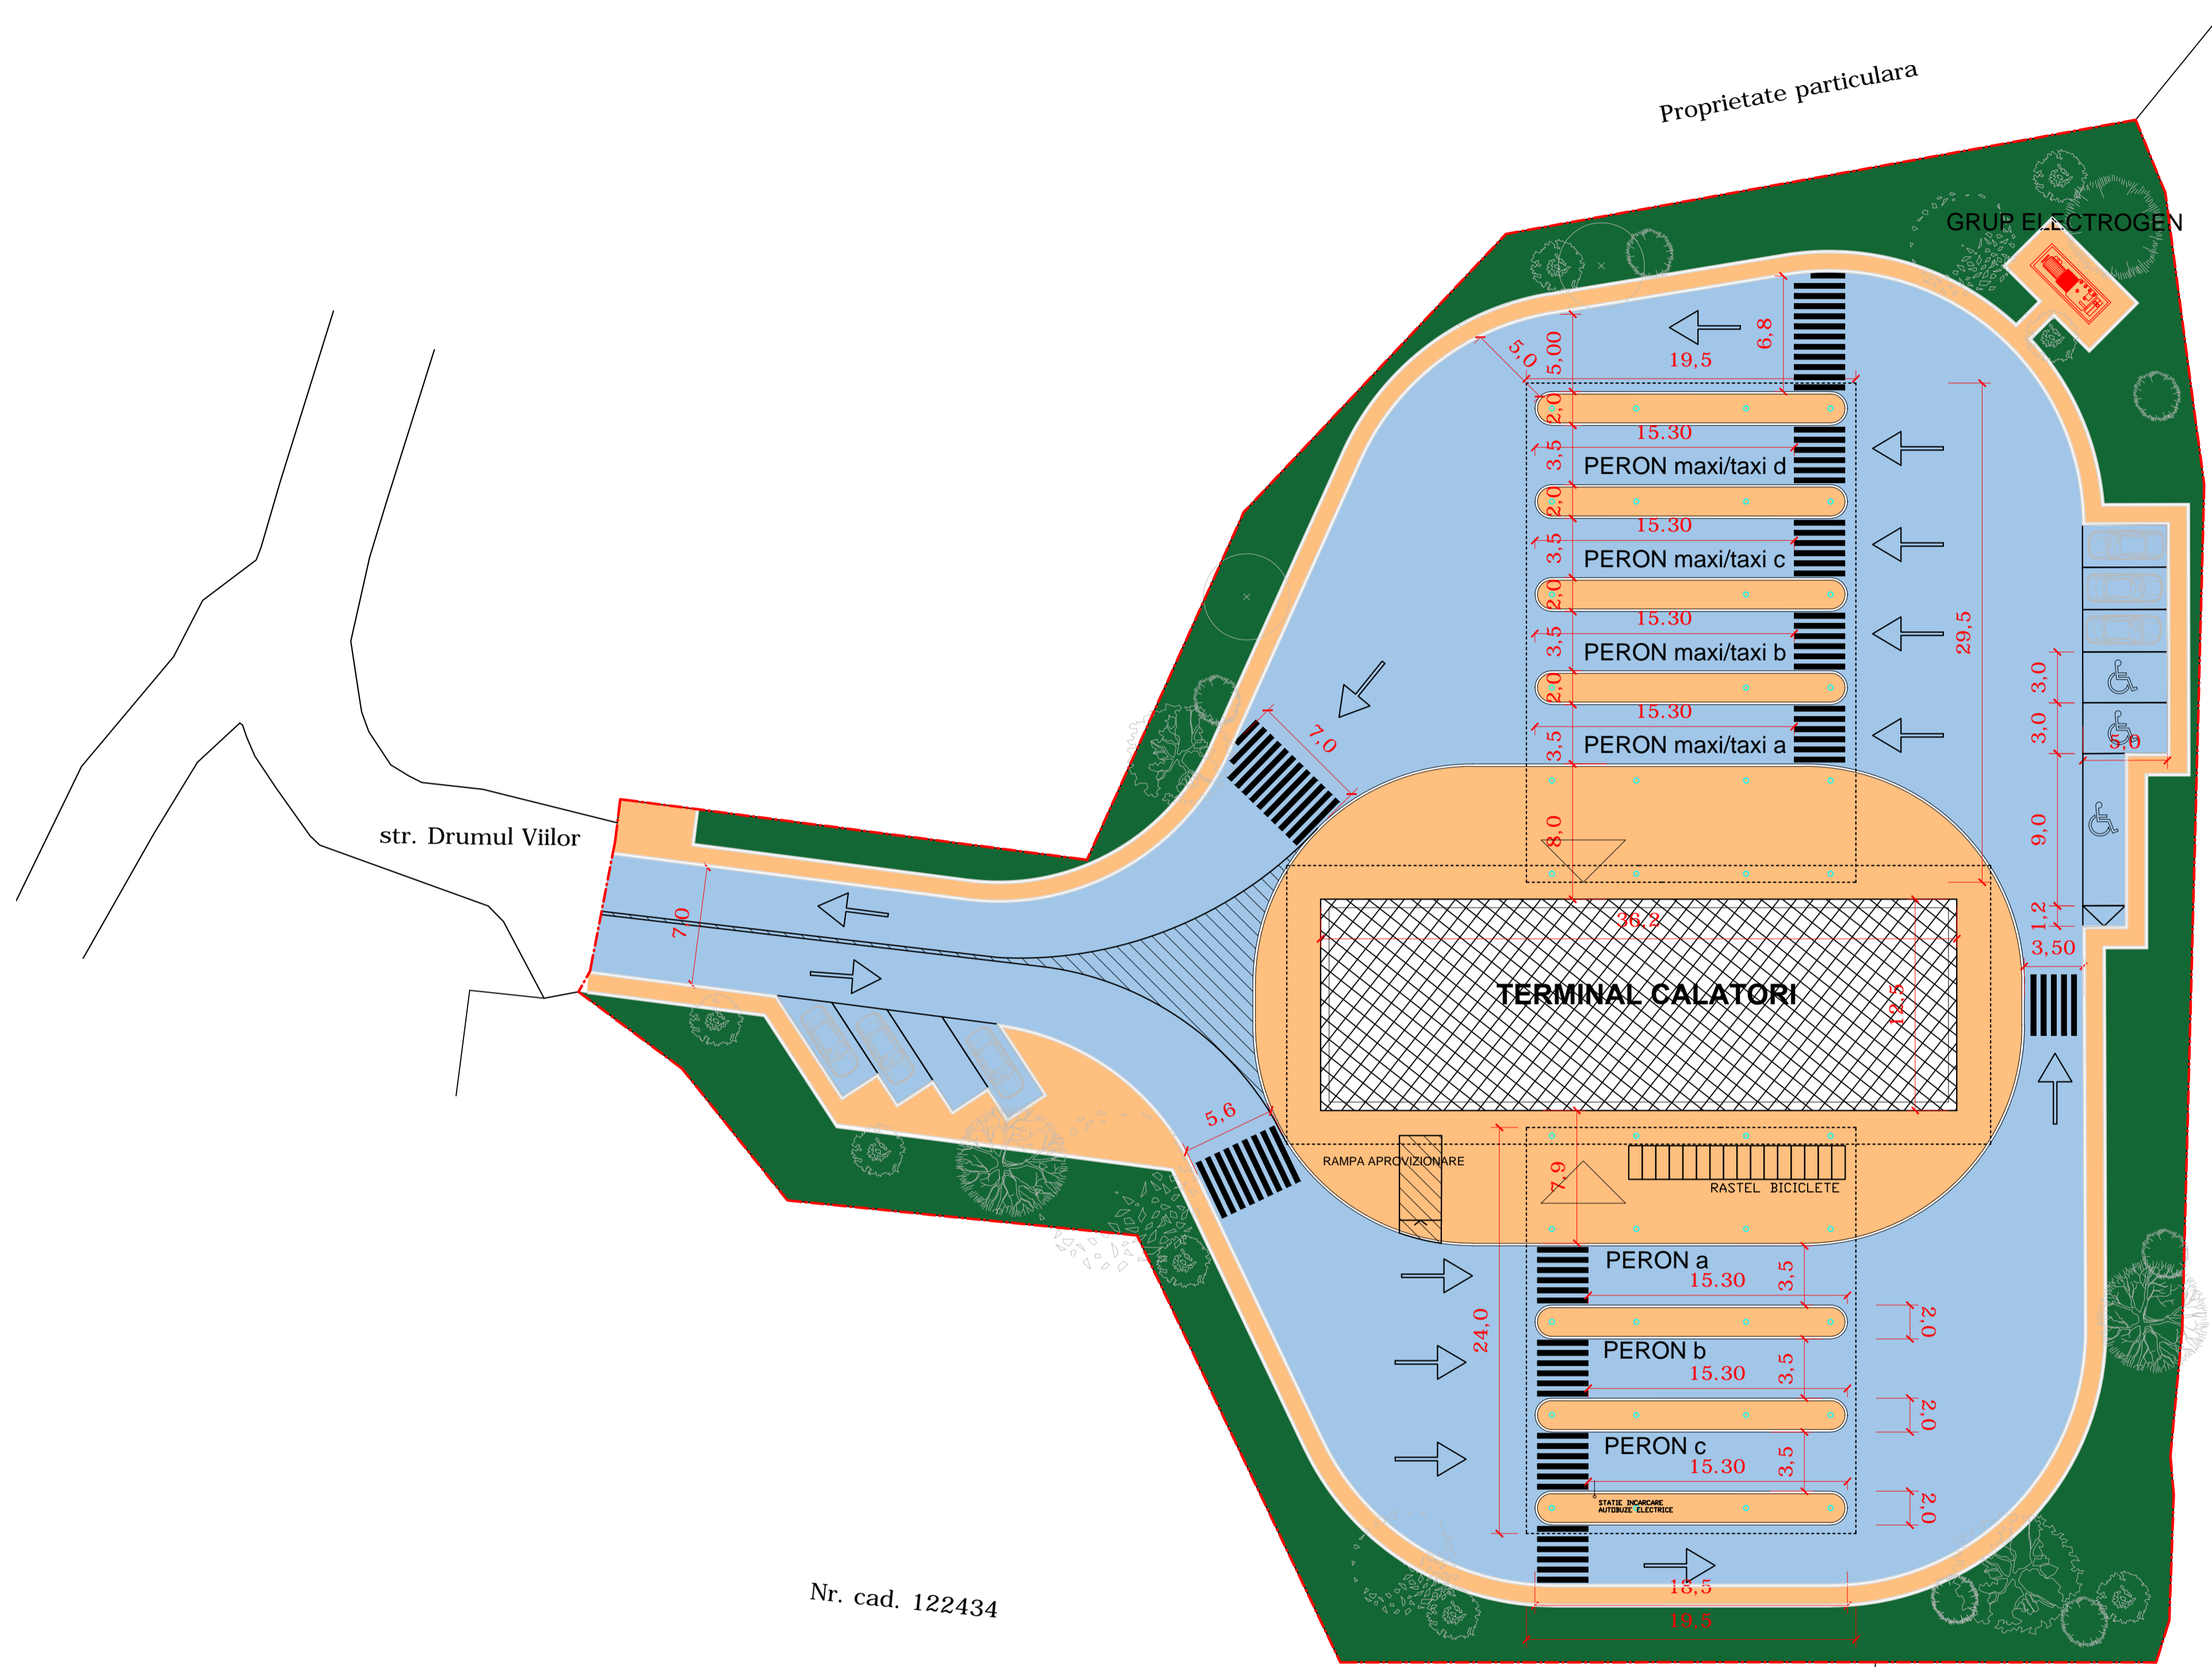 Proprietate particulara
GRUP ELECTROGEN
6,8
5,0
5,00
19,5
2,0
15.30
3,5
PERON maxi/taxi d
2,0
15.30
3,5
PERON maxi/taxi c
2,0
15.30
3,5
PERON maxi/taxi b
29,5
2,0
15.30
3,5
PERON maxi/taxi a
3,0
3,0
5,0
7,0
8,0
9,0
str. Drumul Viilor
7,0
36,2
1,2
3,50
TERMINAL CALATORI
12,5
5,6
RAMPA APROVIZIONARE
7,9
RASTEL BICICLETE
PERON a
15.30
3,5
24,0
2,0
PERON b
15.30
3,5
2,0
PERON c
15.30
3,5
STATIE INCARCARE
AUTOBUZE ELECTRICE
2,0
18,5
19,5
Nr. cad. 122434